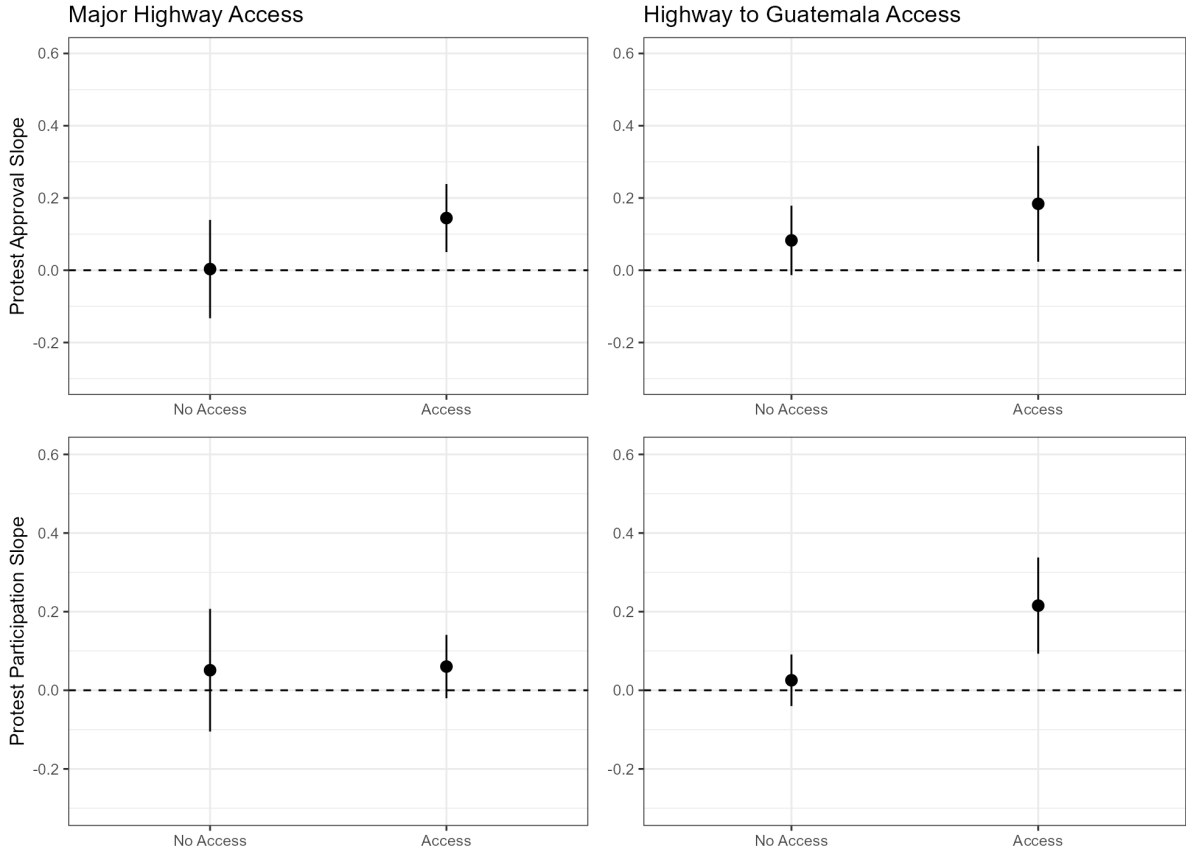 Major Highway Access
Highway to Guatemala Access
Protest Approval Slope
0.6
0.4
0.2
0.0
-0.2
No Access
Access
0.6
0.4
0.2
0.0
-0.2
No Access
Access
Protest Participation Slope
0.6
0.4
0.2
0.0
-0.2
No Access
Access
0.6
0.4
0.2
0.0
-0.2
No Access
Access